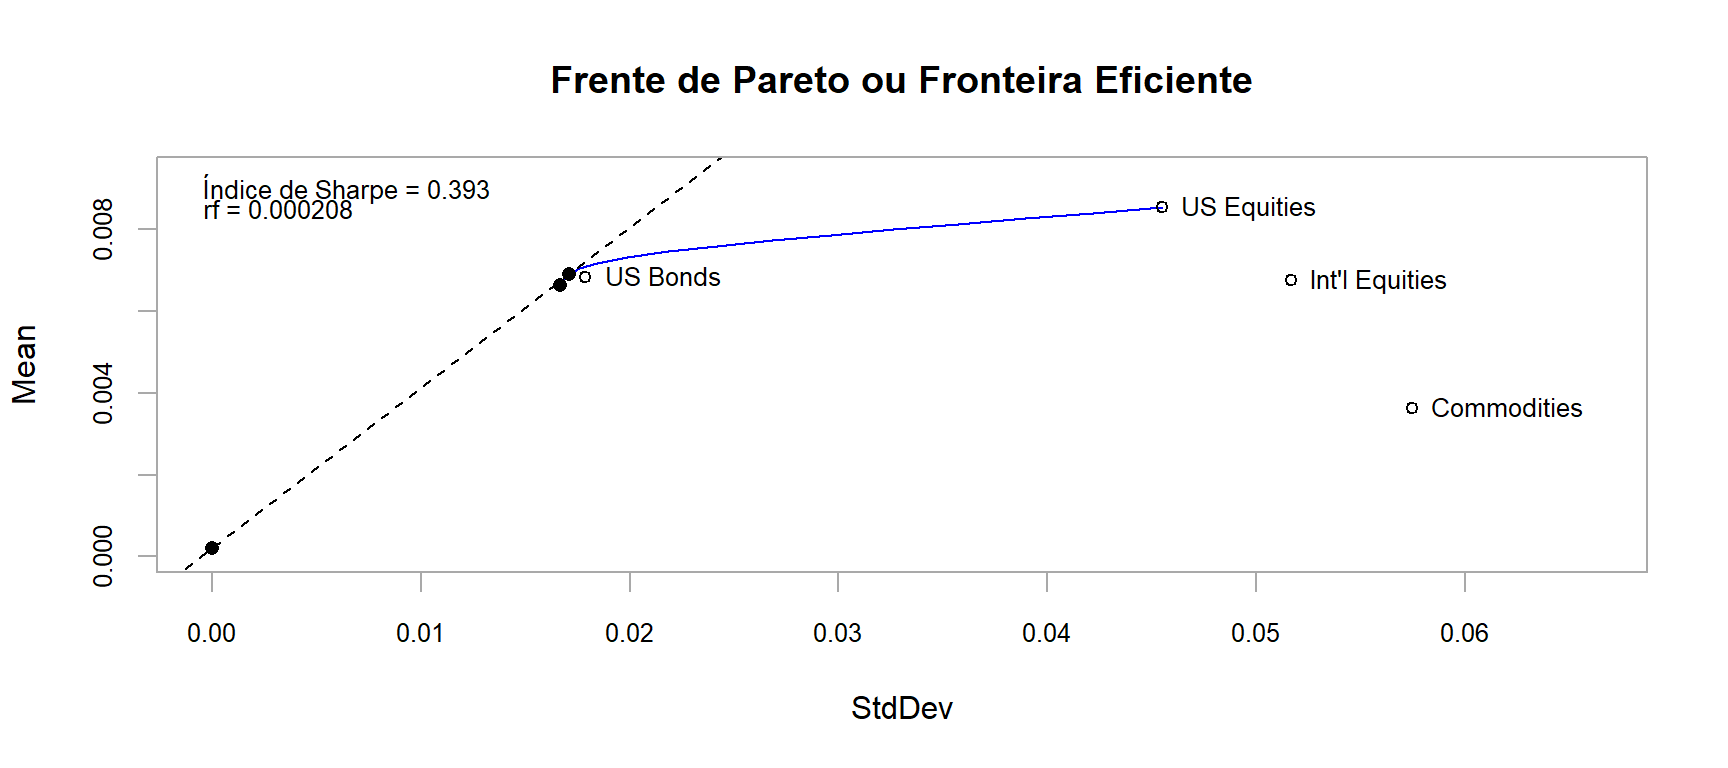 Frente de Pareto ou Fronteira Eficiente
Índice de Sharpe = 0.393
rf = 0.000208
US Equities
US Bonds
Int'l Equities
Commodities
Mean
0.008
0.004
0.000
0.00 0.01 0.02 0.03 0.04 0.05 0.06
StdDev